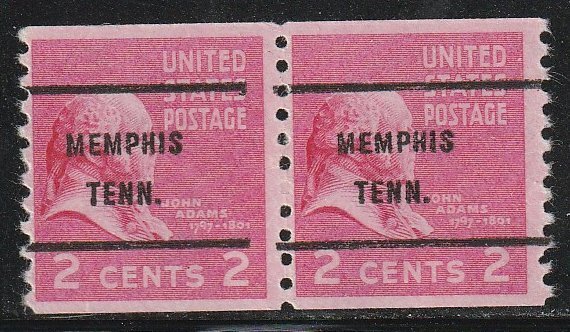 UNITED
STATES
POSTAGE
MEMPHIS
TENN.
JOHN
ADAMS
1797-1801
2 CENTS 2
UNITED
STATES
POSTAGE
MEMPHIS
TENN.
JOHN
ADAMS
1797-1801
2 CENTS 2